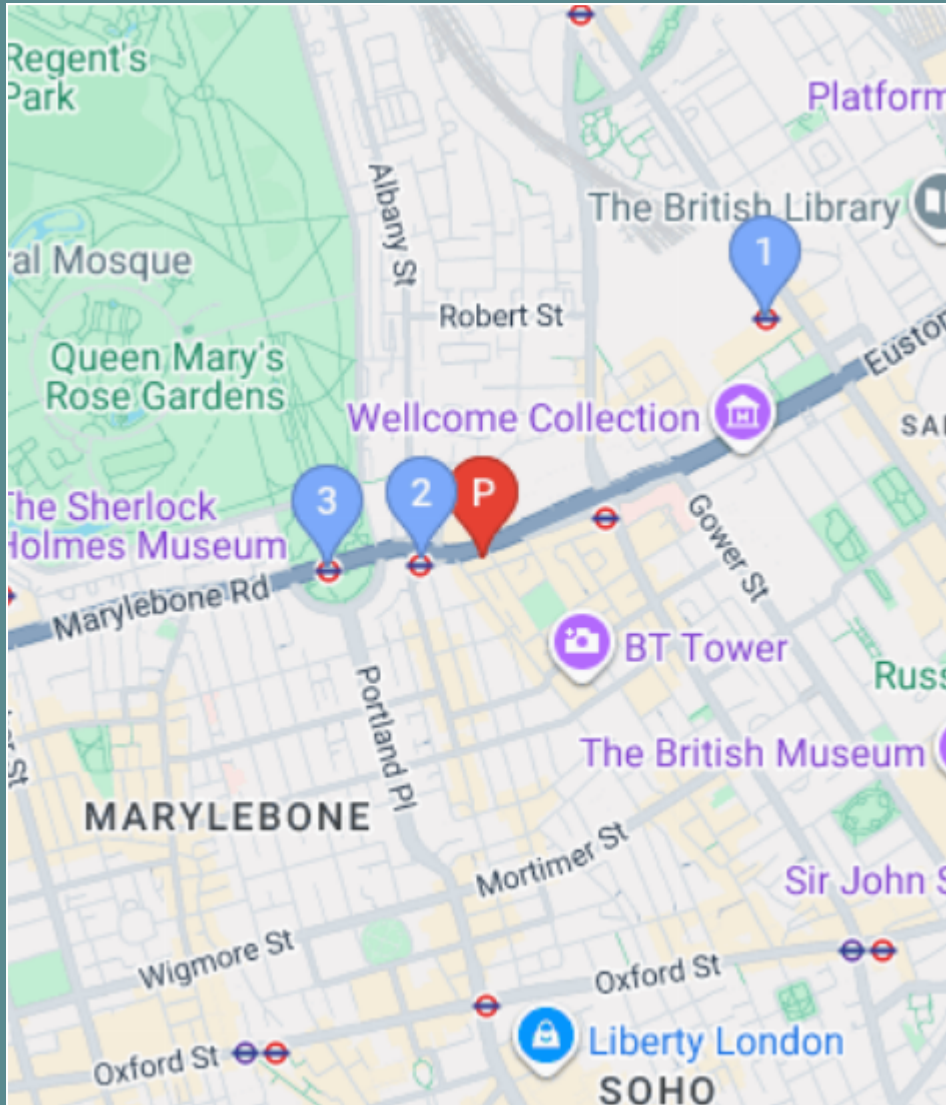 Regent's
Park
Platform
Albany St
The British Library
1
ral Mosque
Robert St
Queen Mary's
Rose Gardens
Euston
Wellcome Collection
SAI
3
2
P
The Sherlock
Holmes Museum
Gower St
Marylebone Rd
BT Tower
Portland Pl
Russ
The British Museum
St
MARYLEBONE
Mortimer St
Sir John S
Wigmore St
Oxford St
Oxford St
Liberty London
SOHO